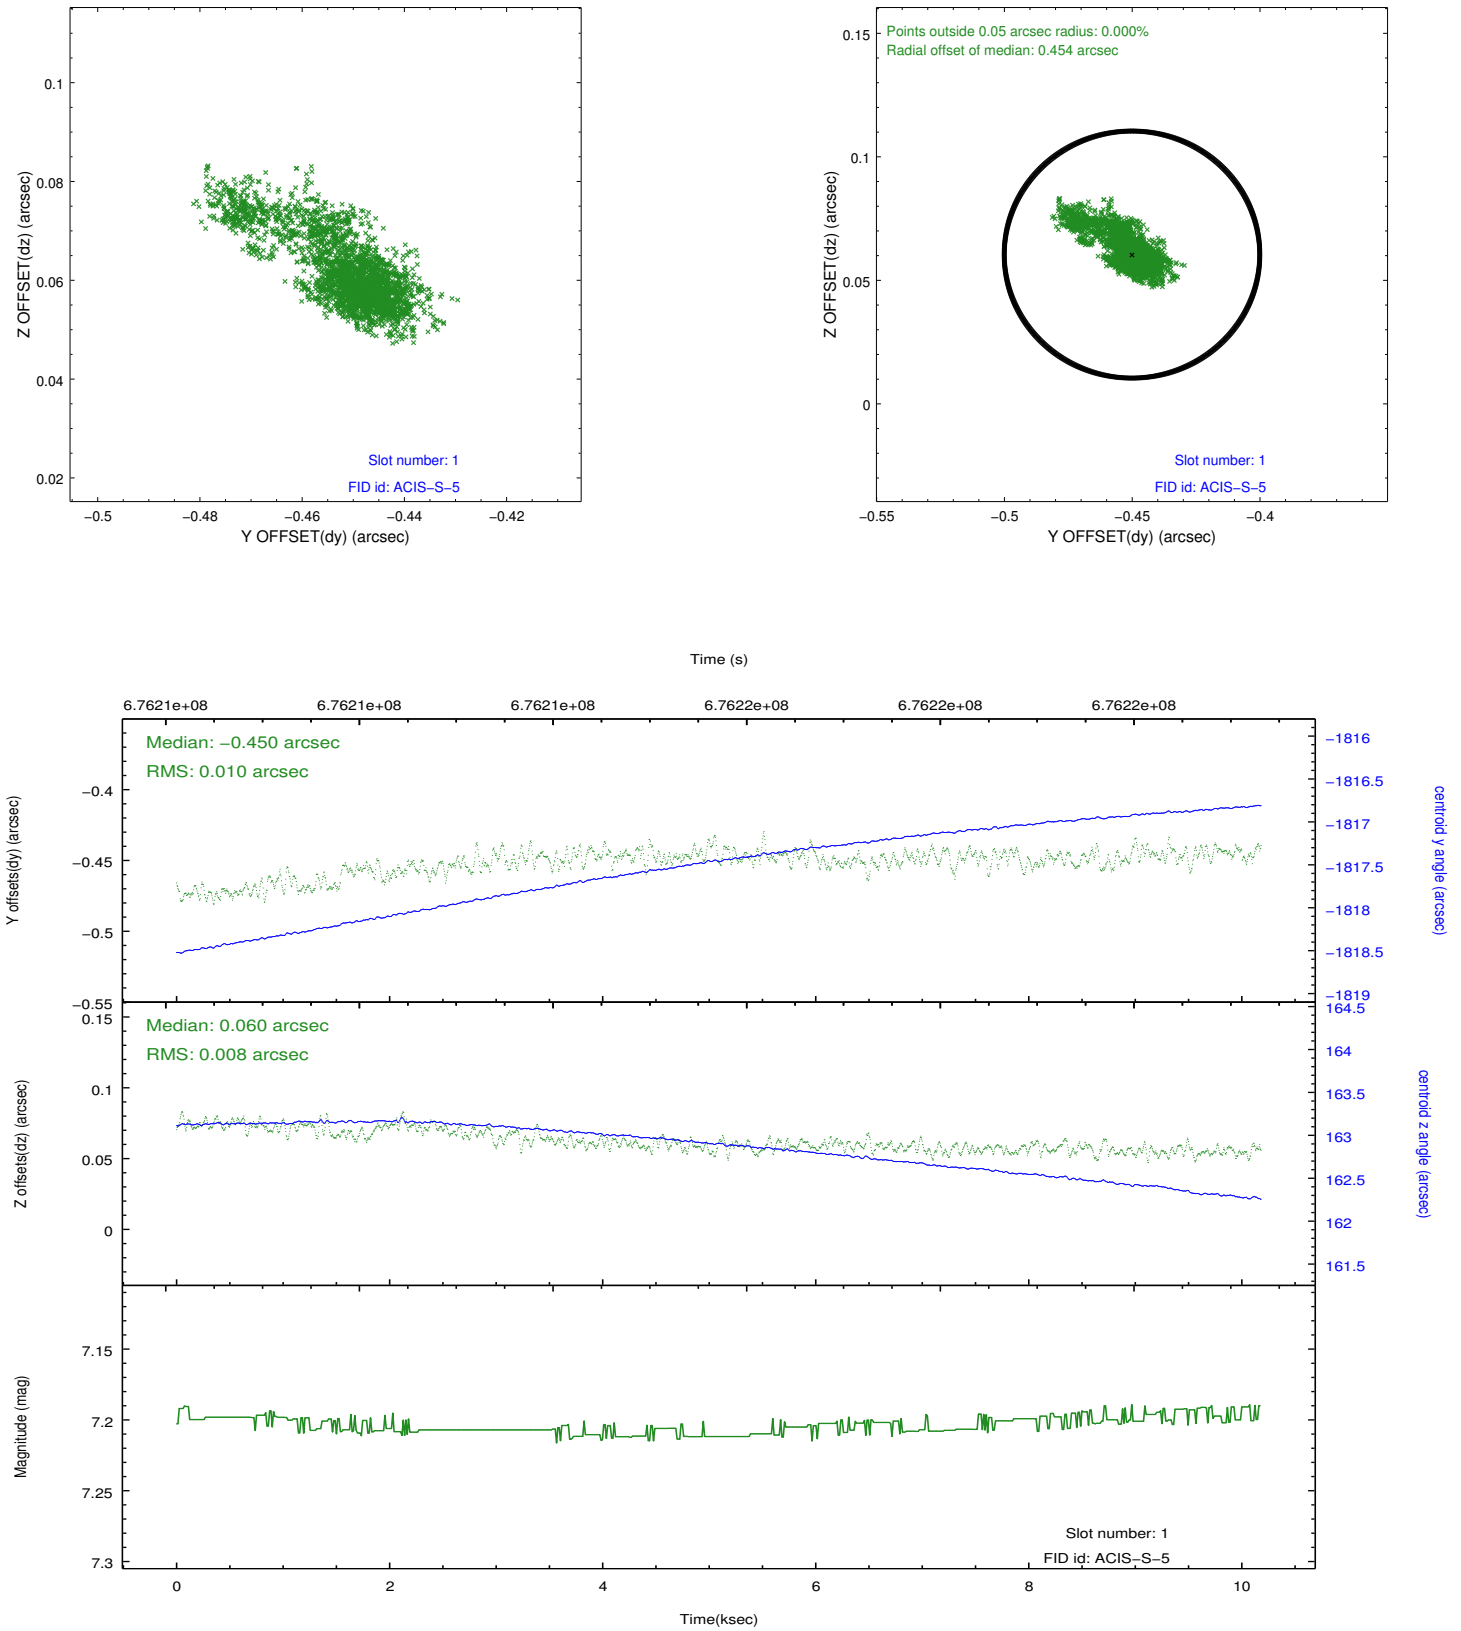 0.1
0.08
0.06
0.04
0.02
Z OFFSET(dz) (arcsec)
Slot number: 1
FID id: ACIS−S−5
−0.5 −0.48 −0.46 −0.44 −0.42
Y OFFSET(dy) (arcsec)
Points outside 0.05 arcsec radius: 0.000%
Radial offset of median: 0.454 arcsec
0.15
0.1
0.05
0
Z OFFSET(dz) (arcsec)
Slot number: 1
FID id: ACIS−S−5
−0.55 −0.5 −0.45 −0.4
Y OFFSET(dy) (arcsec)
Time (s)
6.7621e+08 6.7621e+08 6.7621e+08 6.7622e+08 6.7622e+08 6.7622e+08
Median: −0.450 arcsec
RMS: 0.010 arcsec
−0.4
−0.45
−0.5
−0.55
Y offsets(dy) (arcsec)
−1816
−1816.5
−1817
−1817.5
−1818
−1818.5
−1819
centroid y angle (arcsec)
Median: 0.060 arcsec
RMS: 0.008 arcsec
0.15
0.1
0.05
0
Z offsets(dz) (arcsec)
164.5
164
163.5
163
162.5
162
161.5
centroid z angle (arcsec)
7.15
7.2
7.25
7.3
Magnitude (mag)
Slot number: 1
FID id: ACIS−S−5
0 2 4 6 8 10
Time(ksec)